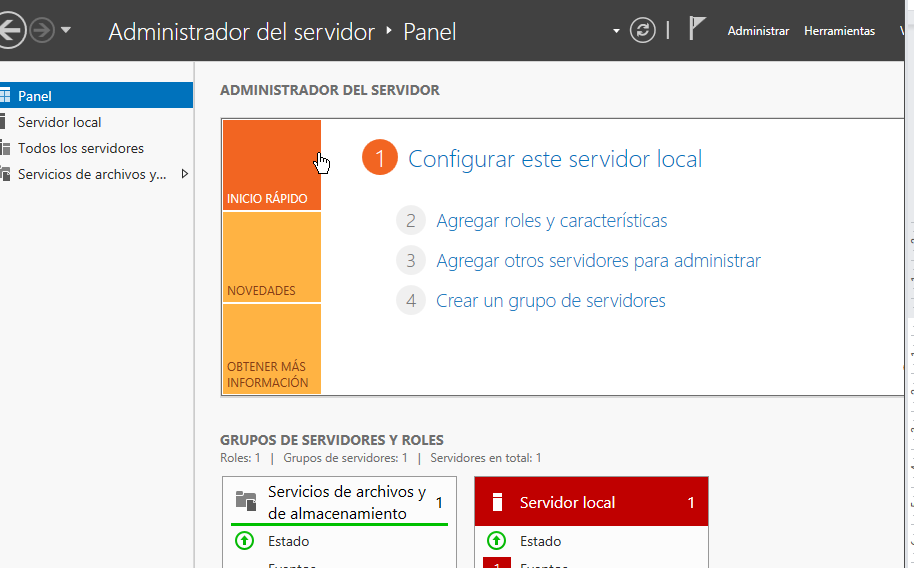 Administrador del servidor ‣ Panel
Administrar Herramientas
Panel
Servidor local
Todos los servidores
Servicios de archivos y...
ADMINISTRADOR DEL SERVIDOR
INICIO RÁPIDO
NOVEDADES
OBTENER MÁS
INFORMACIÓN
1 Configurar este servidor local
2 Agregar roles y características
3 Agregar otros servidores para administrar
4 Crear un grupo de servidores
GRUPOS DE SERVIDORES Y ROLES
Roles: 1 | Grupos de servidores: 1 | Servidores en total: 1
Servicios de archivos y
de almacenamiento 1
Estado
Eventos
Servidor local 1
Estado
1 Eventos